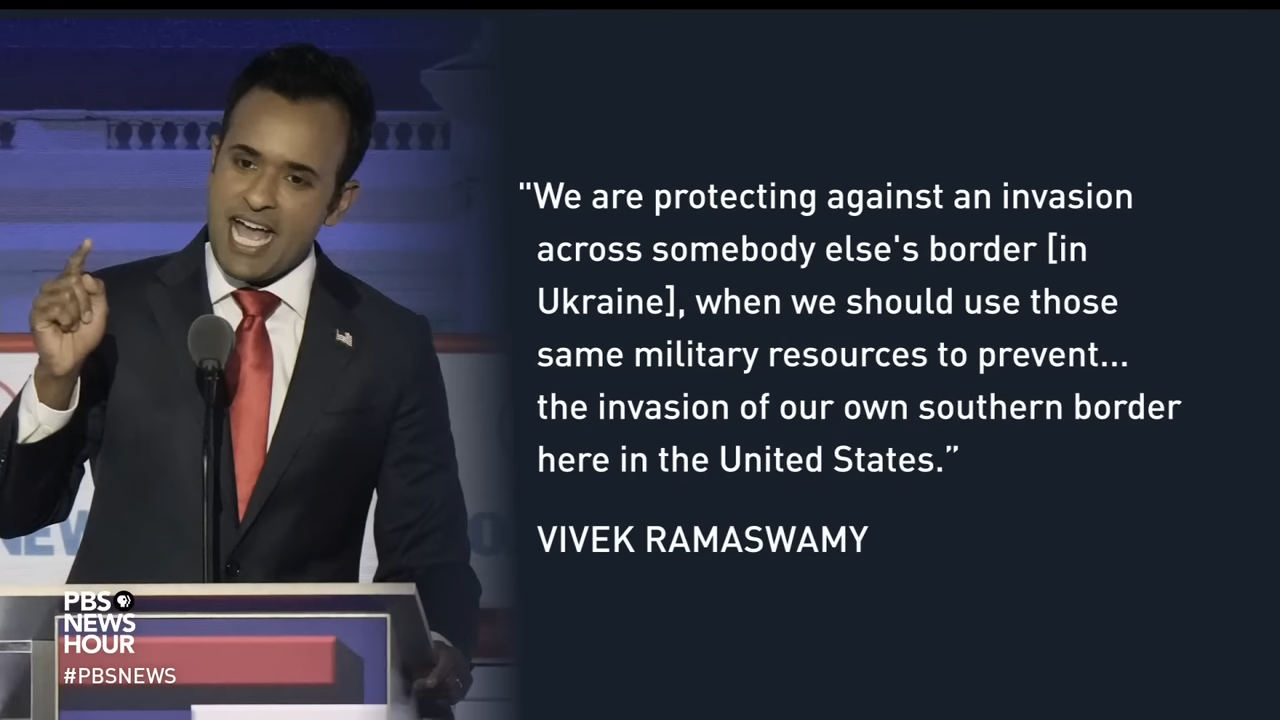 "We are protecting against an invasion
across somebody else's border [in
Ukraine], when we should use those
same military resources to prevent...
the invasion of our own southern border
here in the United States.”
VIVEK RAMASWAMY
NEW
PBS
NEWS
HOUR
#PBSNEWS